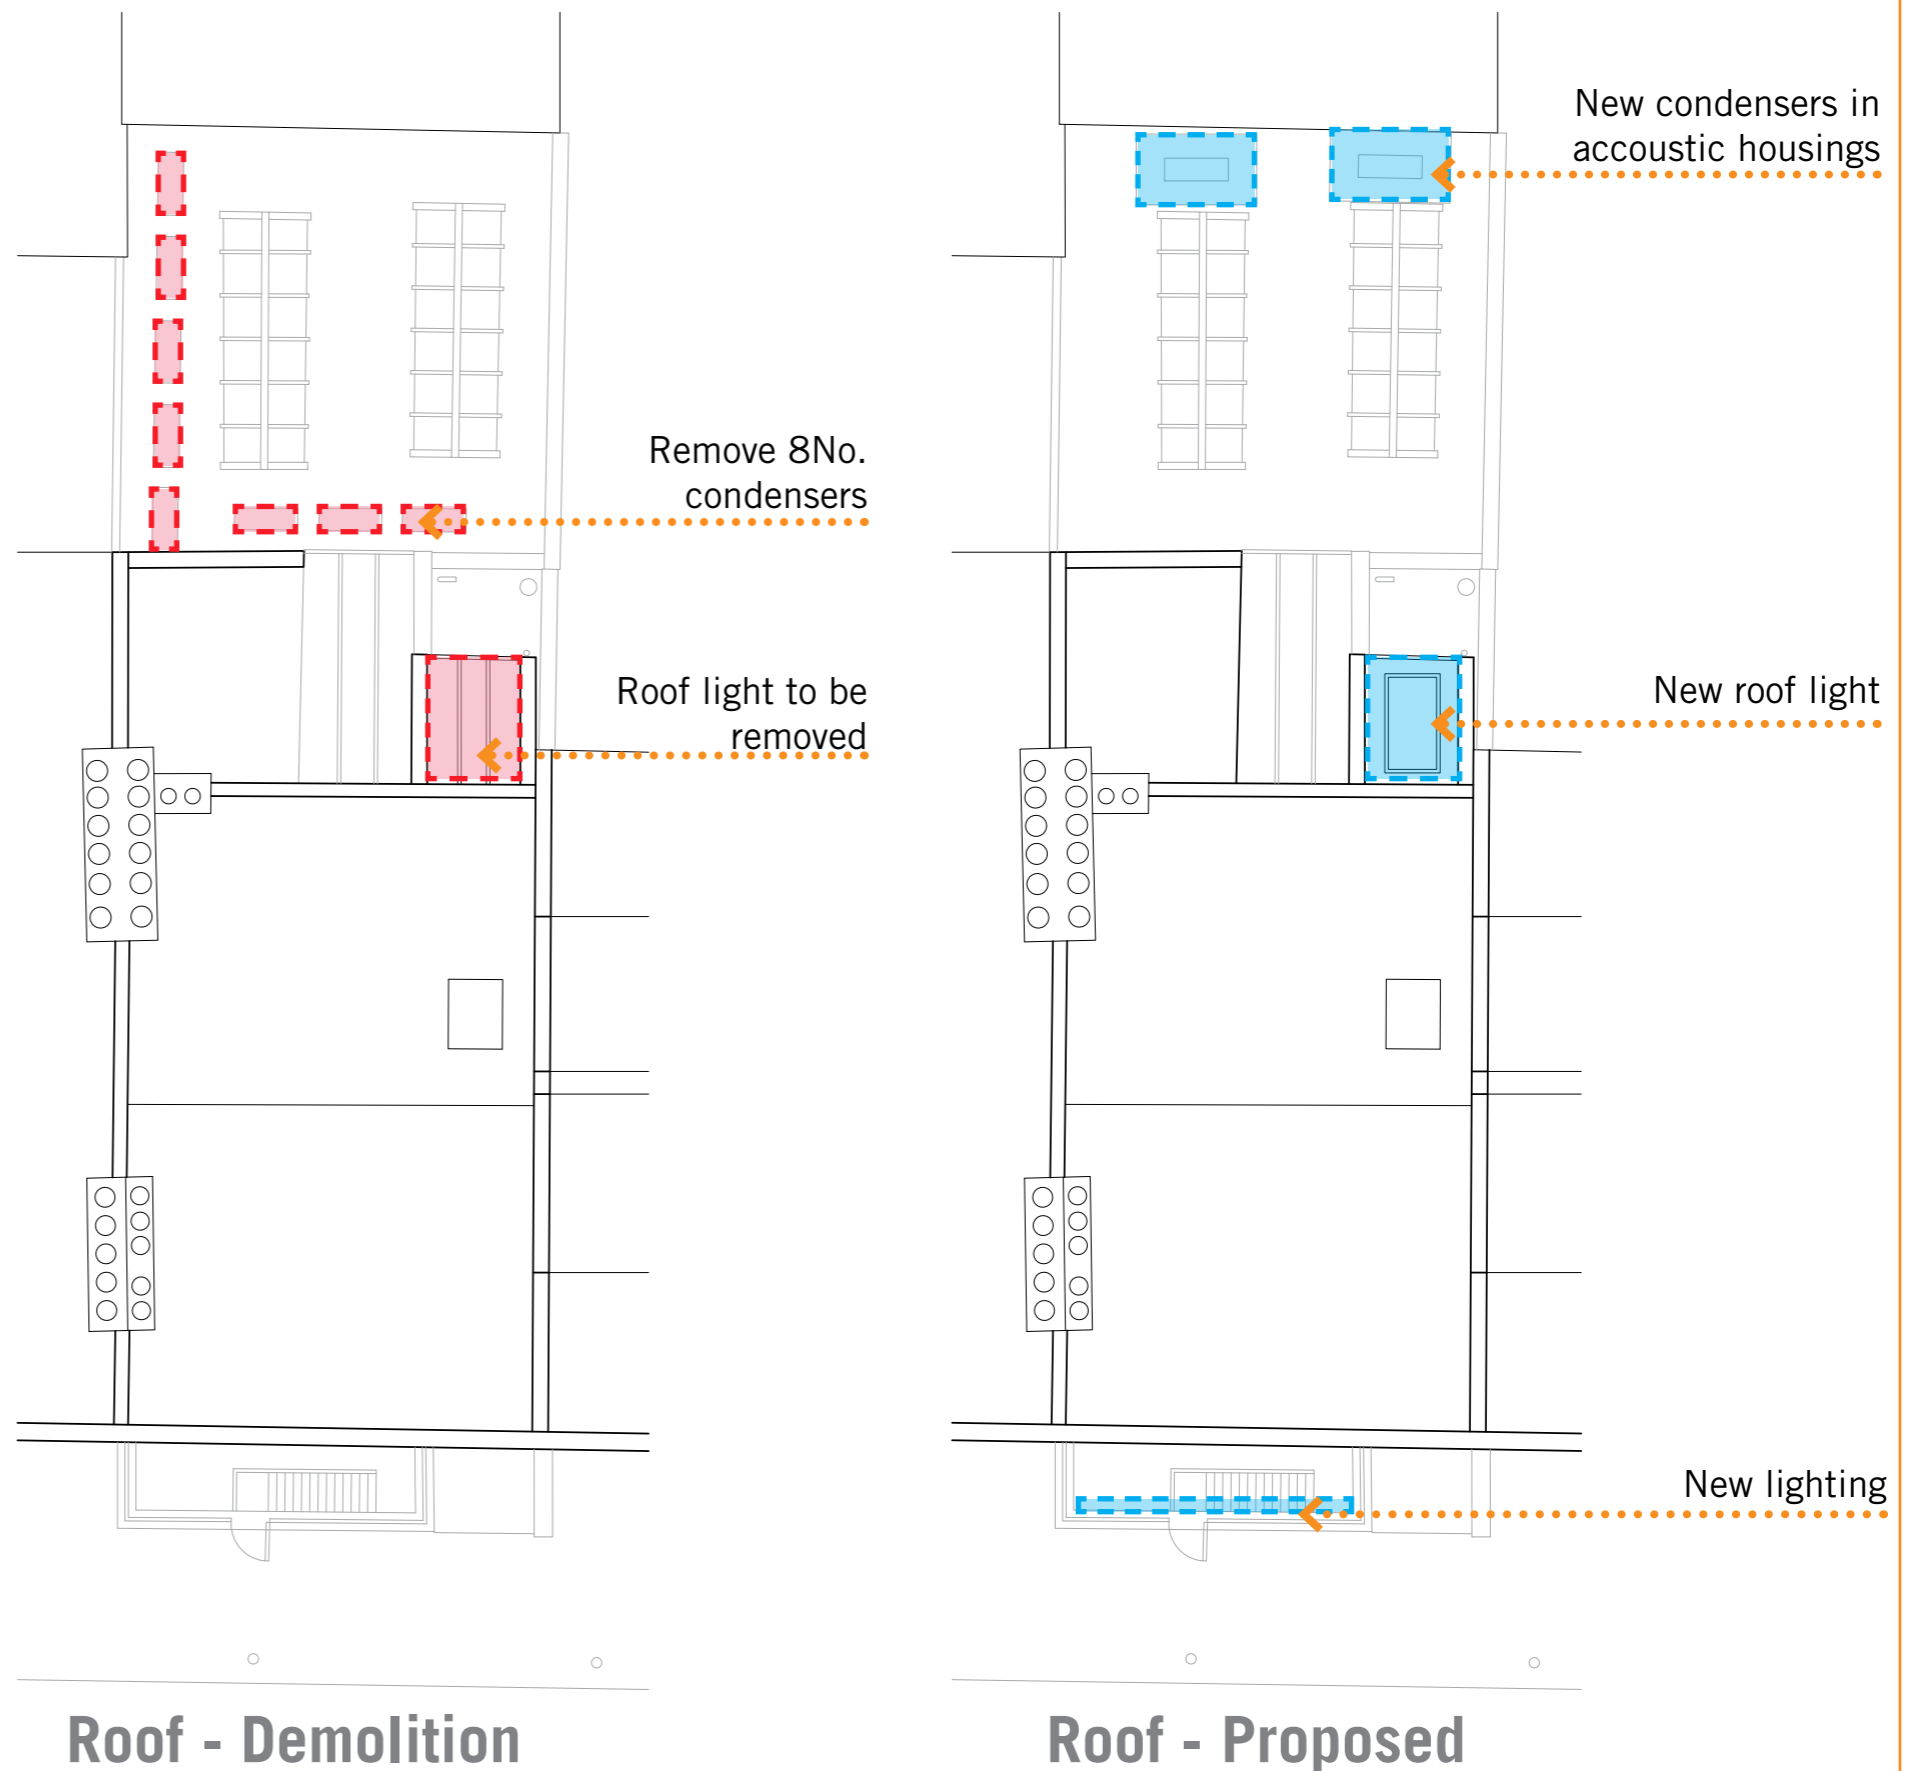 Remove 8No.
condensers
Roof light to be
removed
Roof - Demolition
New condensers in
accoustic housings
New roof light
New lighting
Roof - Proposed